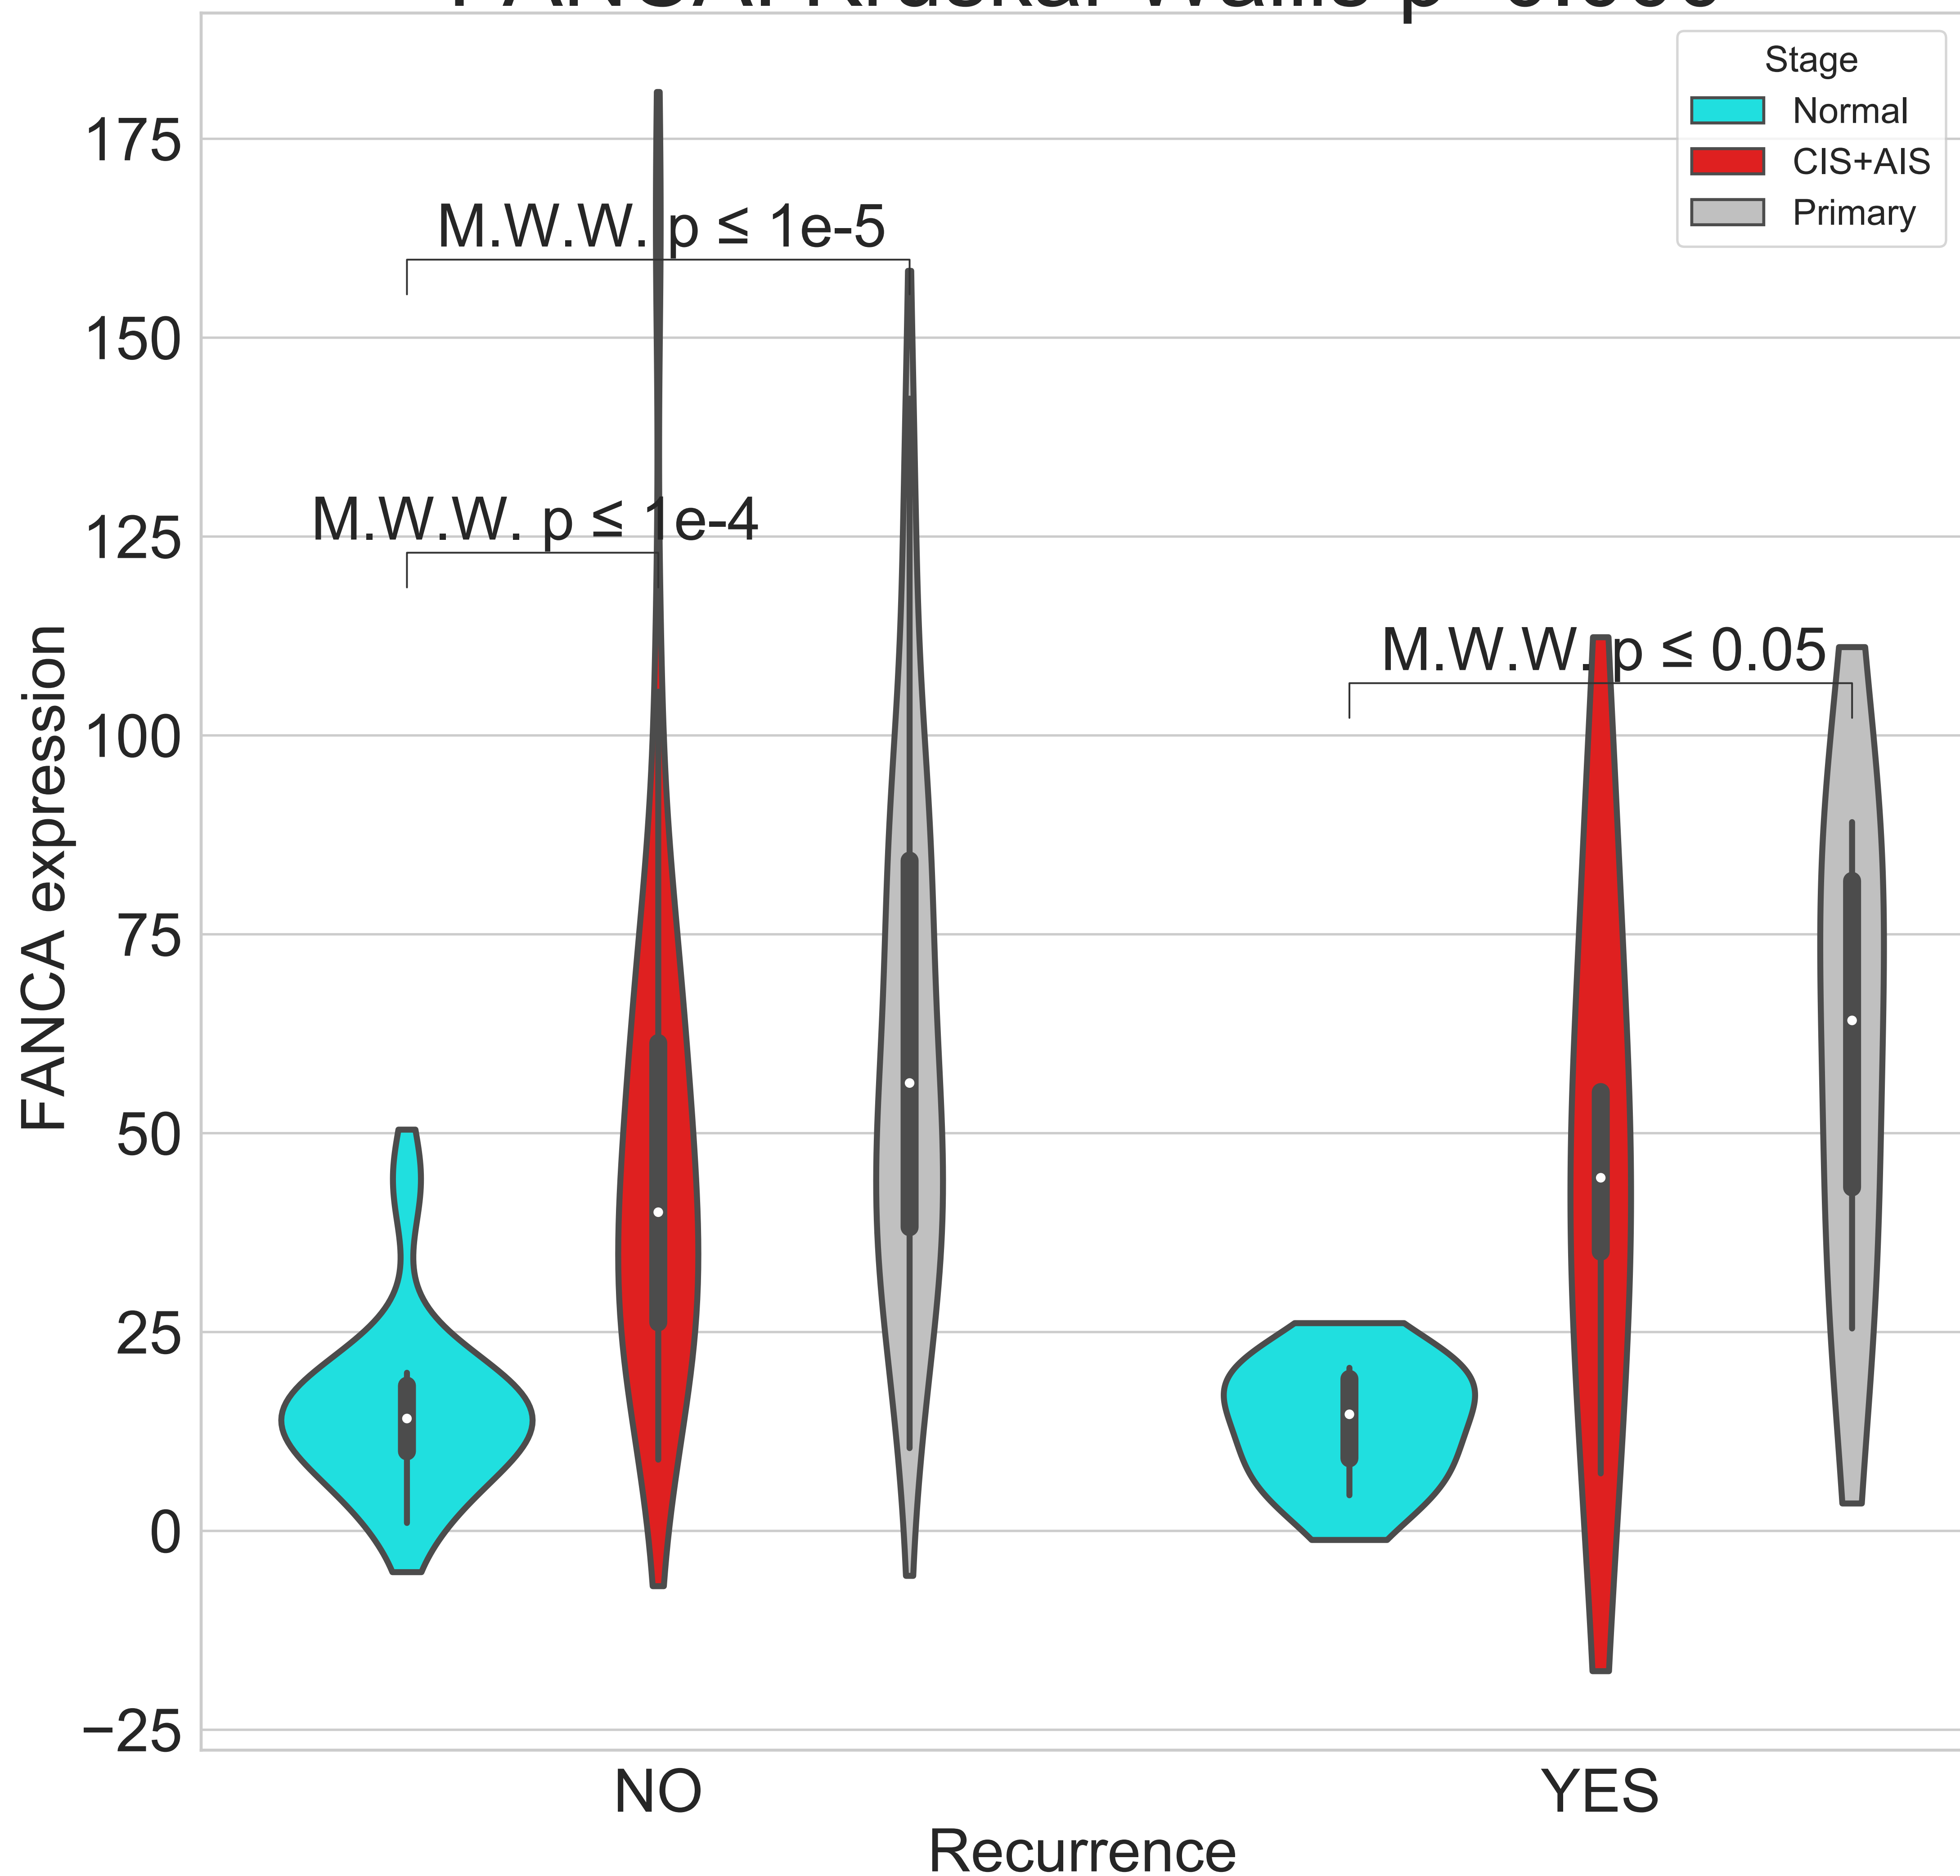 Stage
Normal
CIS+AIS
Primary
175
150
125
100
75
50
25
0
−25
FANCA expression
M.W.W. p ≤ 1e-5
M.W.W. p ≤ 1e-4
M.W.W. p ≤ 0.05
NO
YES
Recurrence